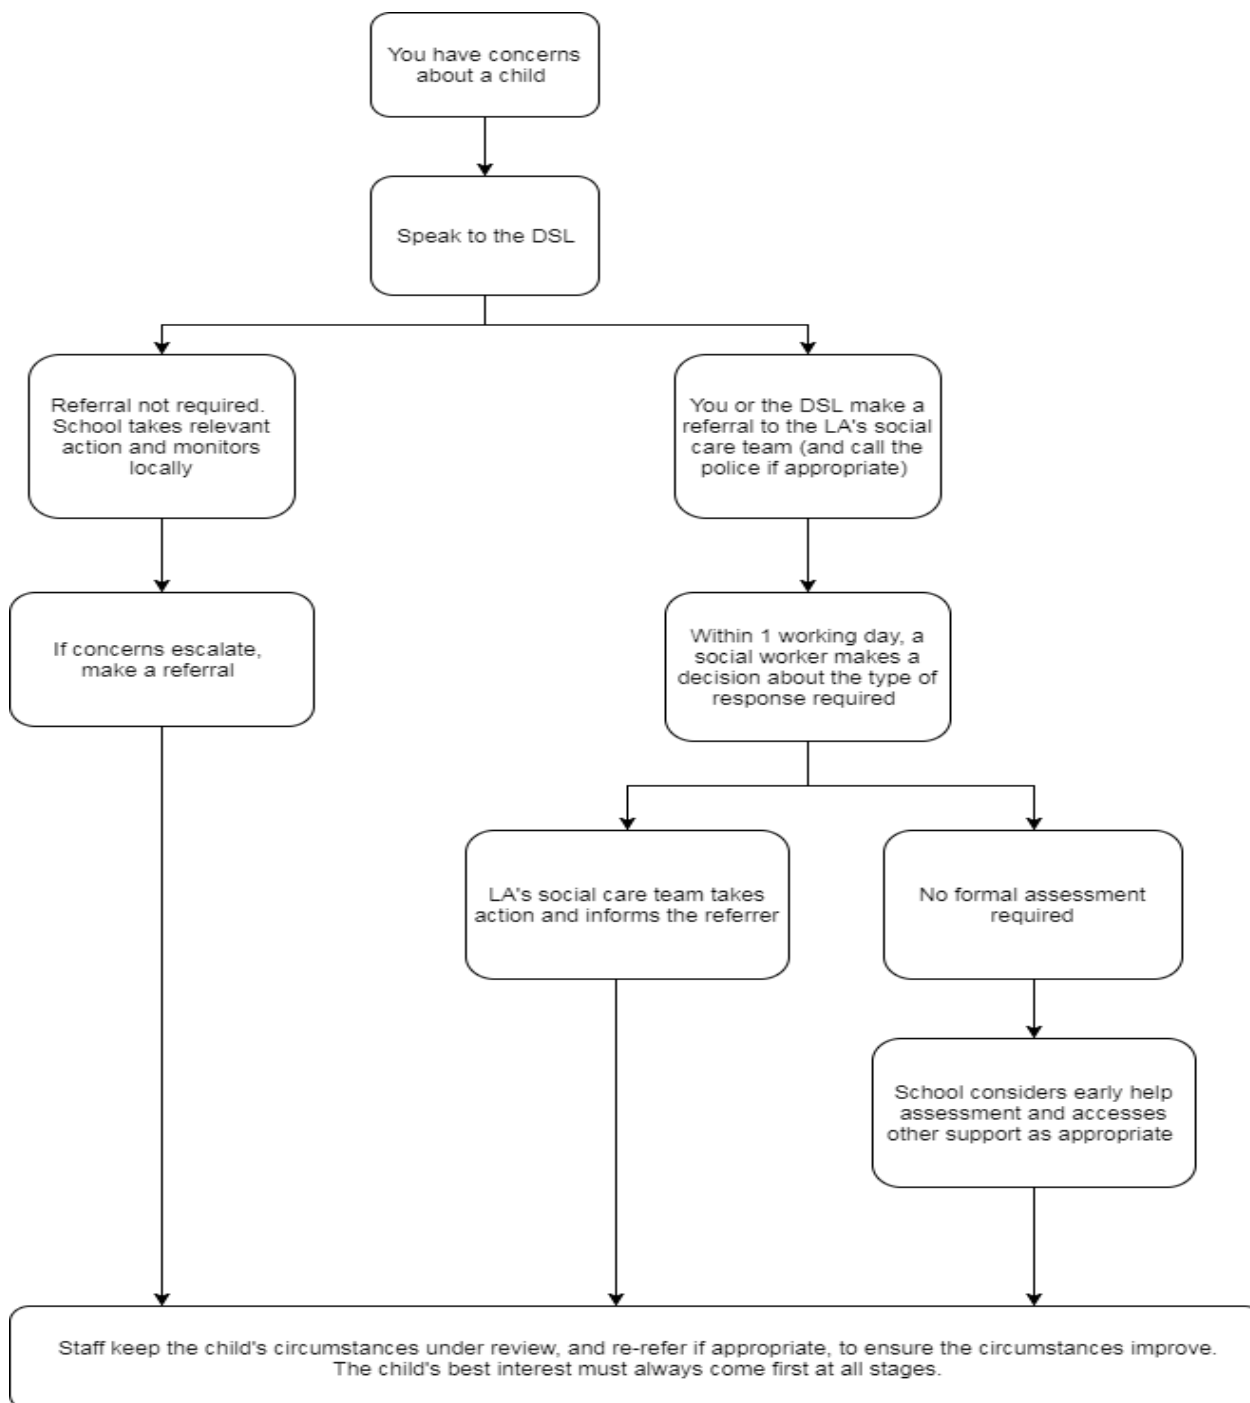 You have concerns
about a child
Speak to the DSL
Referral not required.
School takes relevant
action and monitors
locally
You or the DSL make a
referral to the LA's social
care team (and call the
police if appropriate)
If concerns escalate,
make a referral
Within 1 working day, a
social worker makes a
decision about the type of
response required
LA's social care team takes
action and informs the referrer
No formal assessment
required
School considers early help
assessment and accesses
other support as appropriate
Staff keep the child's circumstances under review, and re-refer if appropriate, to ensure the circumstances improve.
The child's best interest must always come first at all stages.